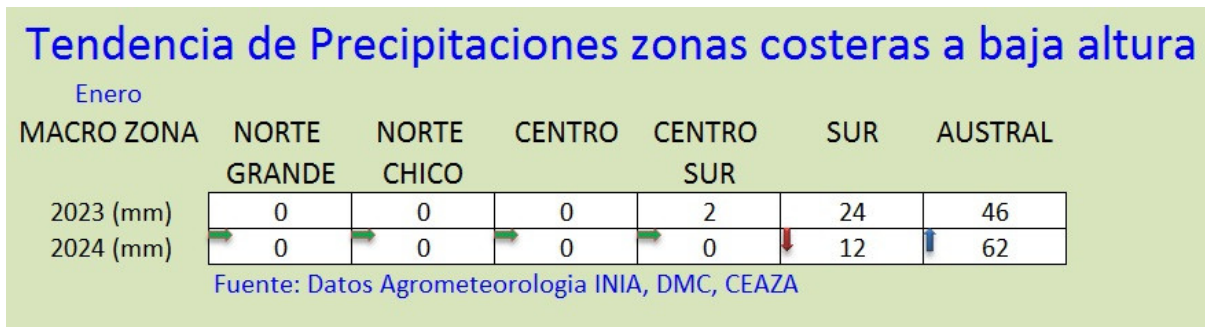 Tendencia de Precipitaciones zonas costeras a baja altura
Enero
MACRO ZONA NORTE GRANDE NORTE CHICO CENTRO CENTRO SUR SUR AUSTRAL
2023 (mm) 0 0 0 2 24 46
2024 (mm) 0 0 0 0 12 62
Fuente: Datos Agrometeorologia INIA, DMC, CEAZA